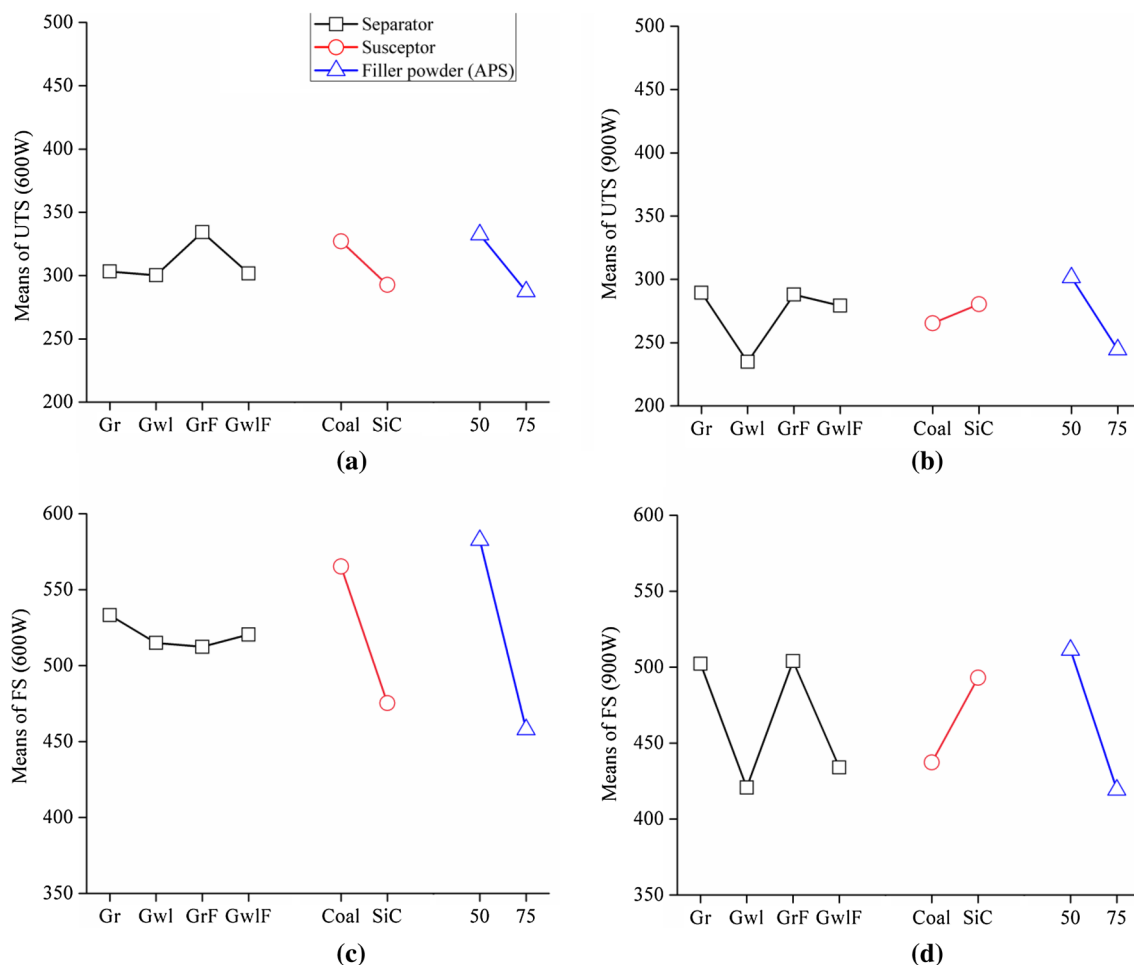 Separator
Susceptor
Filler powder (APS)
Means of UTS (600W)
500
450
400
350
300
250
200
Gr Gwl GrF GwlF Coal SiC 50 75
(a)
Means of UTS (900W)
500
450
400
350
300
250
200
Gr Gwl GrF GwlF Coal SiC 50 75
(b)
Means of FS (600W)
600
550
500
450
400
350
Gr Gwl GrF GwlF Coal SiC 50 75
(c)
Means of FS (900W)
600
550
500
450
400
350
Gr Gwl GrF GwlF Coal SiC 50 75
(d)